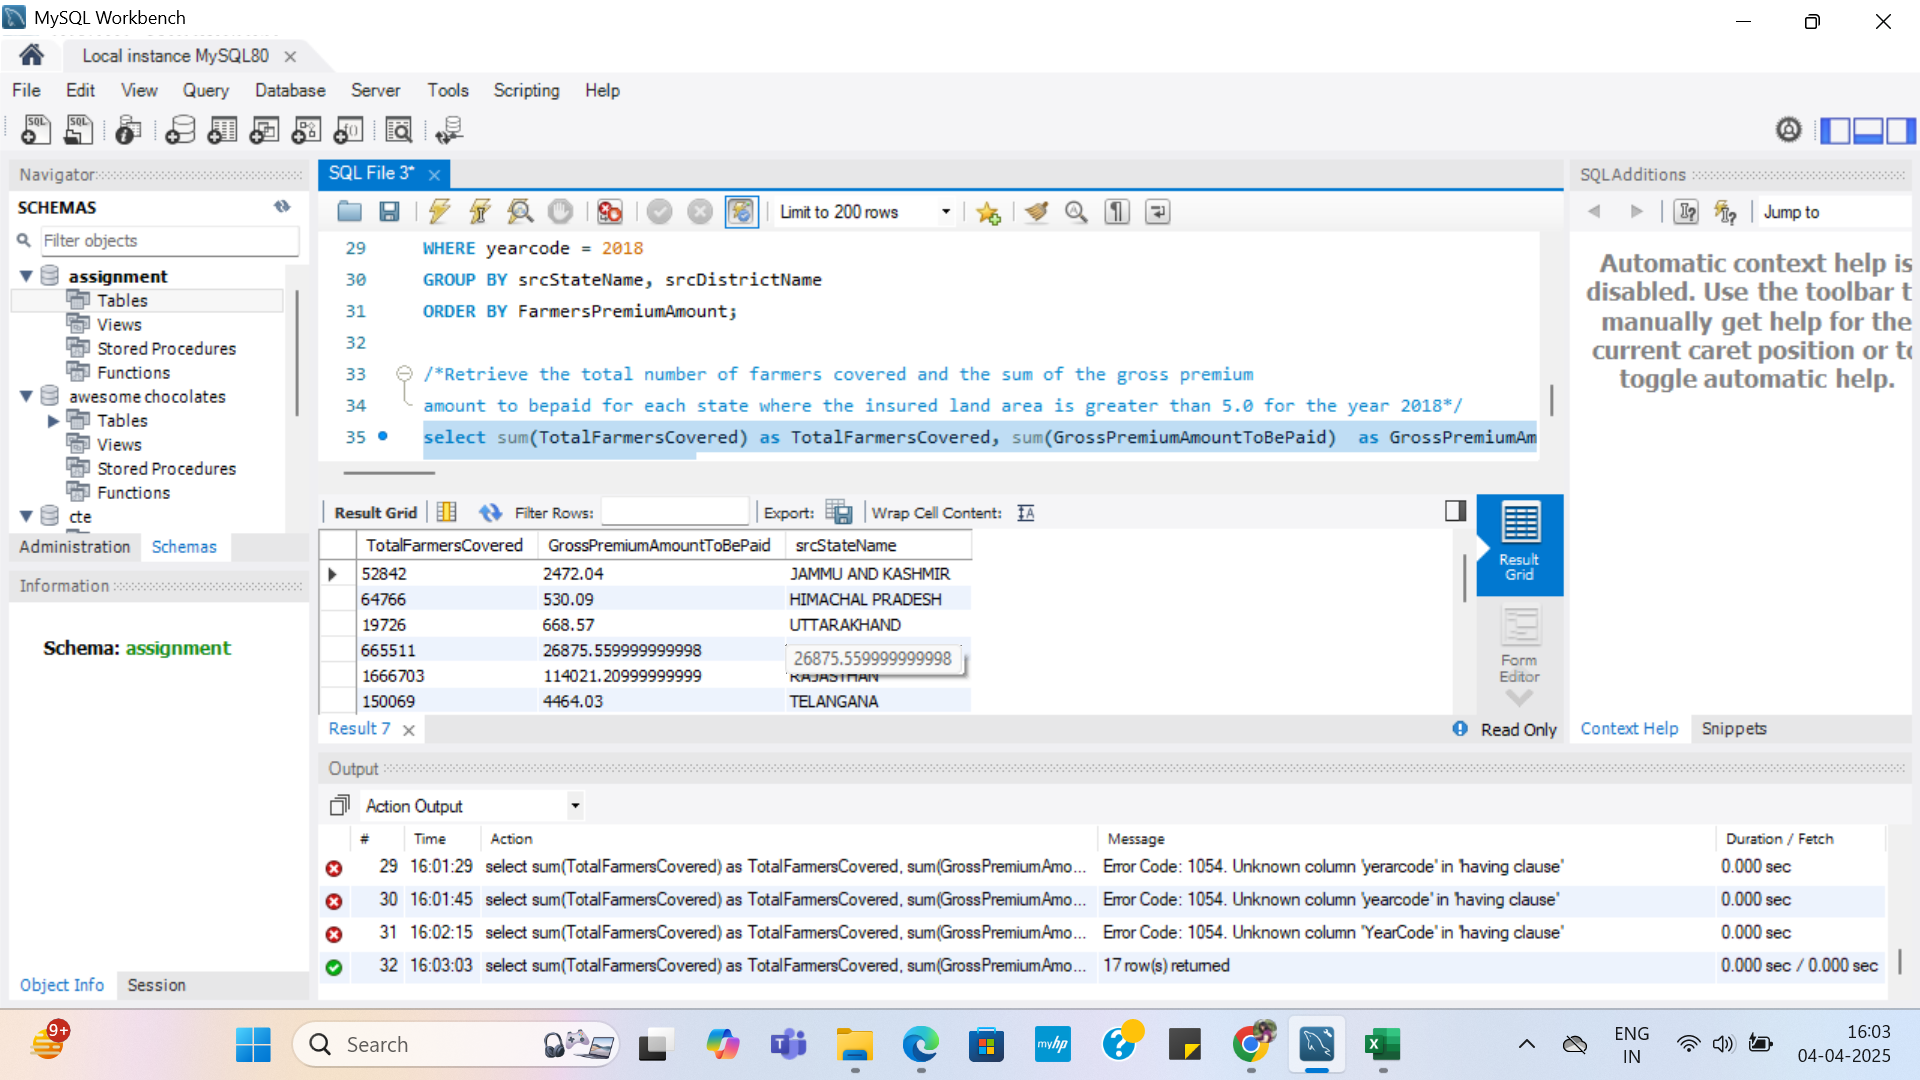 MySQL Workbench
Local instance MySQL80
File Edit View Query Database Server Tools Scripting Help
Navigator
SCHEMAS
Filter objects
assignment
Tables
Views
Stored Procedures
Functions
awesome chocolates
Tables
Views
Stored Procedures
Functions
cte
Administration Schemas
Information
Schema: assignment
Object Info Session
SQL File 3*
Limit to 200 rows
29 WHERE yearcode = 2018
30 GROUP BY srcStateName, srcDistrictName
31 ORDER BY FarmersPremiumAmount;
32
33 /*Retrieve the total number of farmers covered and the sum of the gross premium
34 amount to bepaid for each state where the insured land area is greater than 5.0 for the year 2018*/
35 select sum(TotalFarmersCovered) as TotalFarmersCovered, sum(GrossPremiumAmountToBePaid) as GrossPremiumAm
Result Grid Filter Rows: Export: Wrap Cell Content:
TotalFarmersCovered GrossPremiumAmountToBePaid srcStateName
52842 2472.04 JAMMU AND KASHMIR
64766 530.09 HIMACHAL PRADESH
19726 668.57 UTTARAKHAND
665511 26875.559999999998
26875.559999999998
1666703 114021.20999999999 RAJASTHAN
150069 4464.03 TELANGANA
Result Grid
Form Editor
Result 7
Read Only
SQLAdditions
Jump to
Automatic context help is
disabled. Use the toolbar t
manually get help for the
current caret position or to
toggle automatic help.
Context Help Snippets
Output
Action Output
# Time Action Message Duration / Fetch
29 16:01:29 select sum(TotalFarmersCovered) as TotalFarmersCovered, sum(GrossPremiumAmo... Error Code: 1054. Unknown column 'yerarcode' in 'having clause' 0.000 sec
30 16:01:45 select sum(TotalFarmersCovered) as TotalFarmersCovered, sum(GrossPremiumAmo... Error Code: 1054. Unknown column 'yearcode' in 'having clause' 0.000 sec
31 16:02:15 select sum(TotalFarmersCovered) as TotalFarmersCovered, sum(GrossPremiumAmo... Error Code: 1054. Unknown column 'YearCode' in 'having clause' 0.000 sec
32 16:03:03 select sum(TotalFarmersCovered) as TotalFarmersCovered, sum(GrossPremiumAmo... 17 row(s) returned 0.000 sec / 0.000 sec
9+
Search
myhp
ENG
IN
16:03
04-04-2025